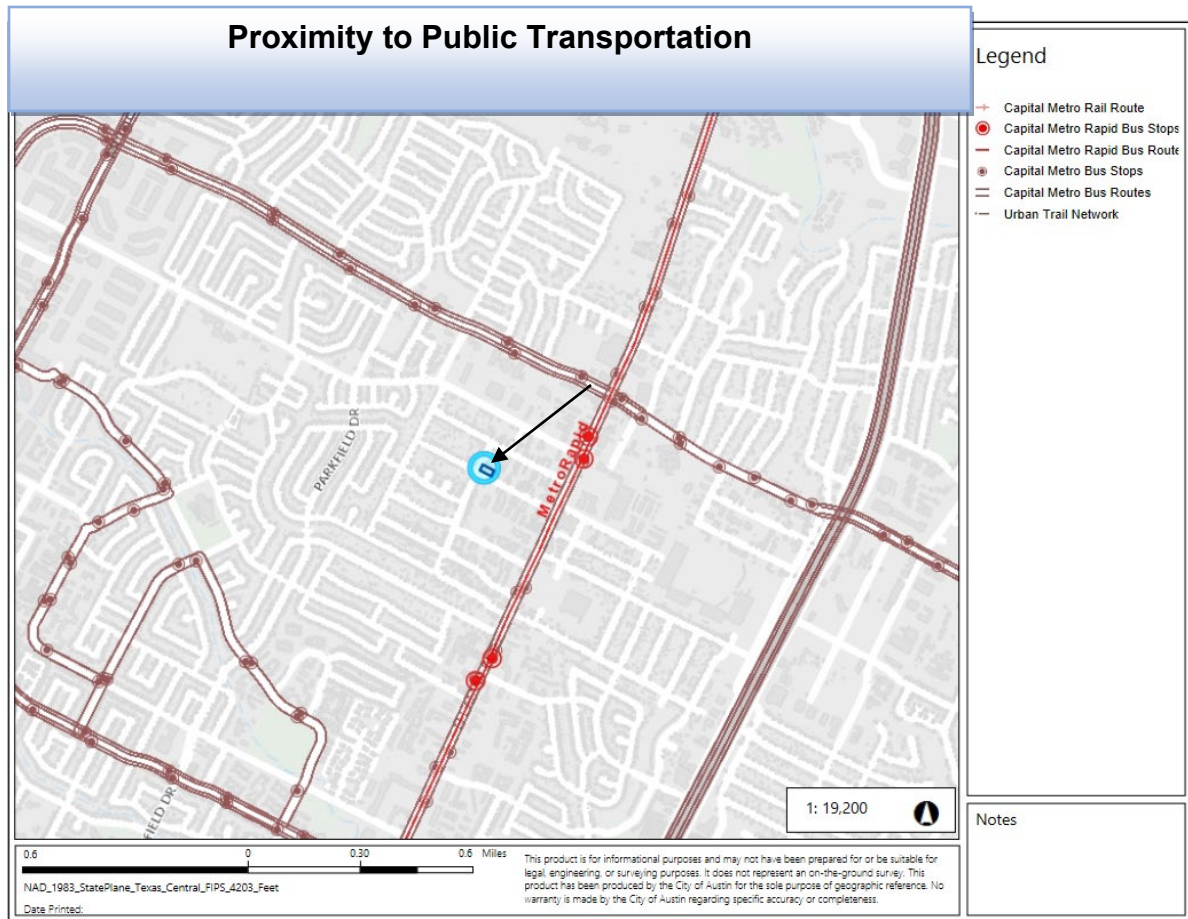 Proximity to Public Transportation
Legend
Capital Metro Rail Route
Capital Metro Rapid Bus Stops
Capital Metro Rapid Bus Route
Capital Metro Bus Stops
Capital Metro Bus Routes
Urban Trail Network
PARKFIELD DR
MetroRapid
FIELD DR
1: 19,200
Notes
0.6 0 0.30 0.6 Miles
NAD_1983_StatePlane_Texas_Central_FIPS_4203_Feet
Date Printed:
This product is for informational purposes and may not have been prepared for or be suitable for
legal, engineering, or surveying purposes. It does not represent an on-the-ground survey. This
product has been produced by the City of Austin for the sole purpose of geographic reference. No
warranty is made by the City of Austin regarding specific accuracy or completeness.